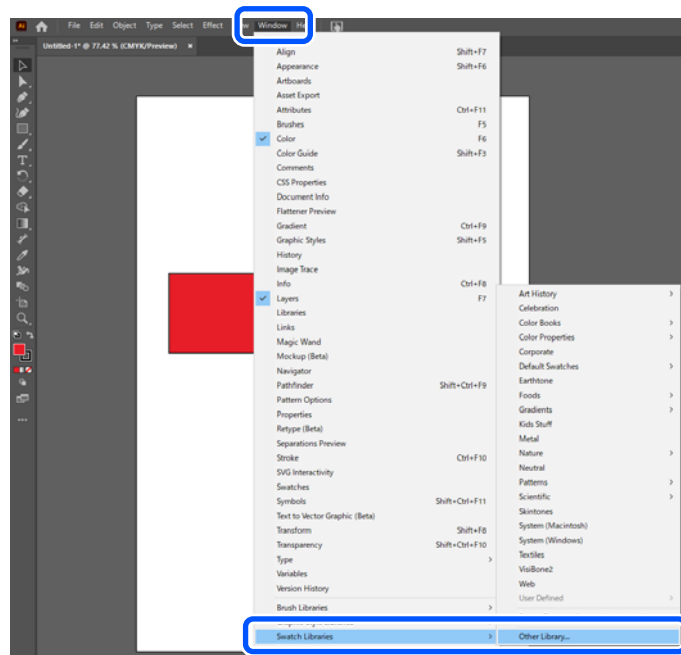 Ai File Edit Object Type Select Effect Window
Untitled-1* @ 77.42 % (CMYK/Preview) ×
Align Shift+F7
Appearance Shift+F6
Artboards
Asset Export
Attributes Ctrl+F11
Brushes F5
Color F6
Color Guide Shift+F3
Comments
CSS Properties
Document Info
Flattener Preview
Gradient Ctrl+F9
Graphic Styles Shift+F5
History
Image Trace
Info Ctrl+F8
Layers F7
Libraries
Links
Magic Wand
Mockup (Beta)
Navigator
Pathfinder Shift+Ctrl+F9
Pattern Options
Properties
Retype (Beta)
Separations Preview
Stroke Ctrl+F10
SVG Interactivity
Swatches
Symbols Shift+Ctrl+F11
Text to Vector Graphic (Beta)
Transform Shift+F8
Transparency Shift+Ctrl+F10
Type
Variables
Version History
Brush Libraries
Swatch Libraries
Art History
Celebration
Color Books
Color Properties
Corporate
Default Swatches
Earthtone
Foods
Gradients
Kids Stuff
Metal
Nature
Neutral
Patterns
Scientific
Skintones
System (Macintosh)
System (Windows)
Textiles
VisiBone2
Web
User Defined
Other Library...